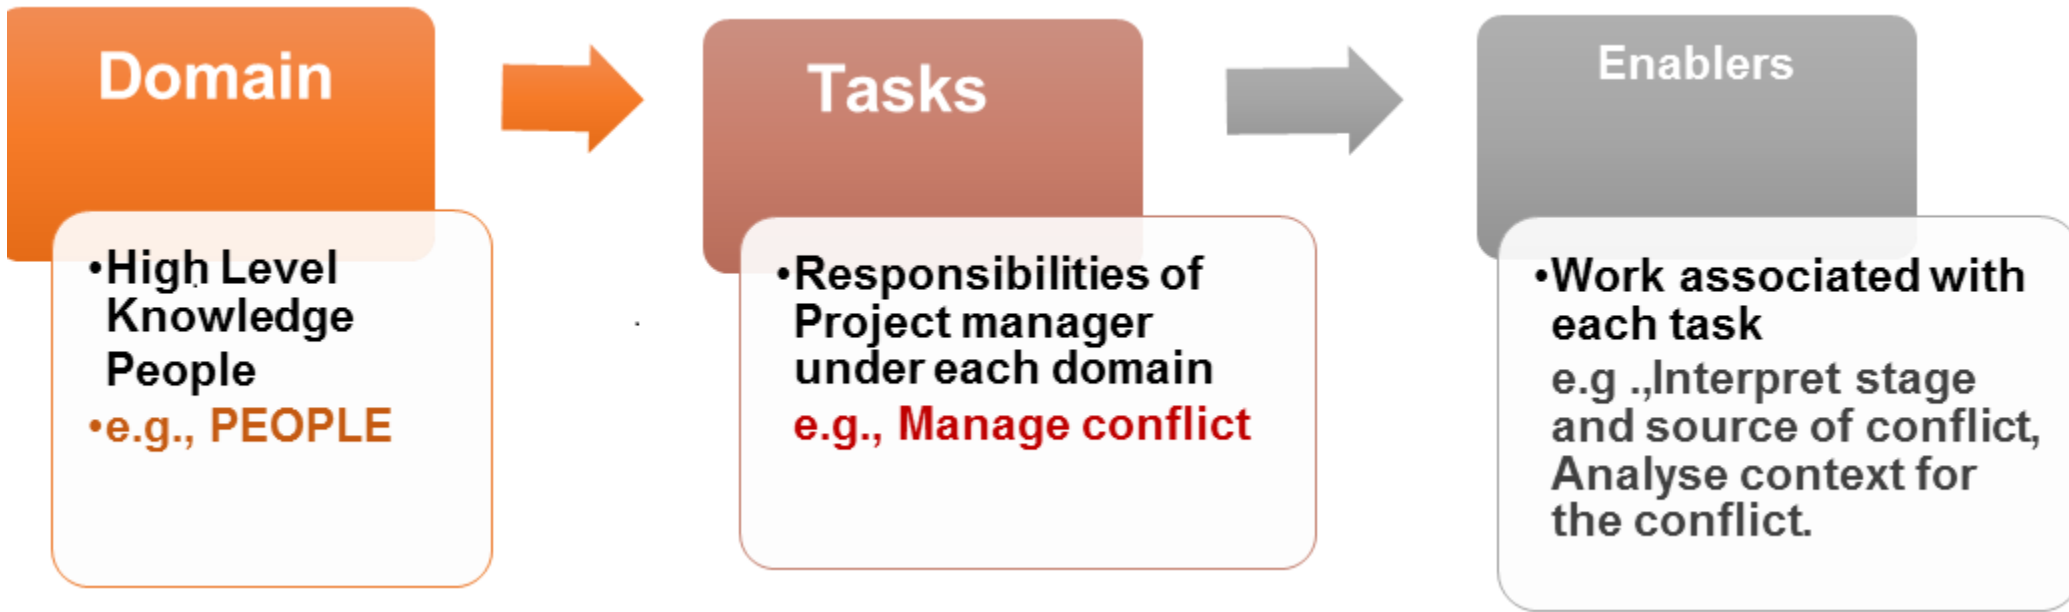 Domain
•High Level
Knowledge
People
•e.g., PEOPLE
Tasks
•Responsibilities of
Project manager
under each domain
e.g., Manage conflict
Enablers
•Work associated with
each task
e.g .,Interpret stage
and source of conflict,
Analyse context for
the conflict.